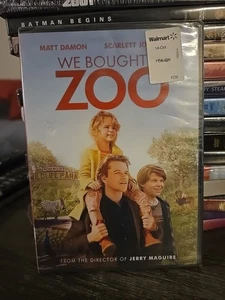 BATMAN BEGINS
MATT DAMON SCARLETT
Walmart
WE BOUGHT
ZOO
FROM THE DIRECTOR OF JERRY MAGUIRE